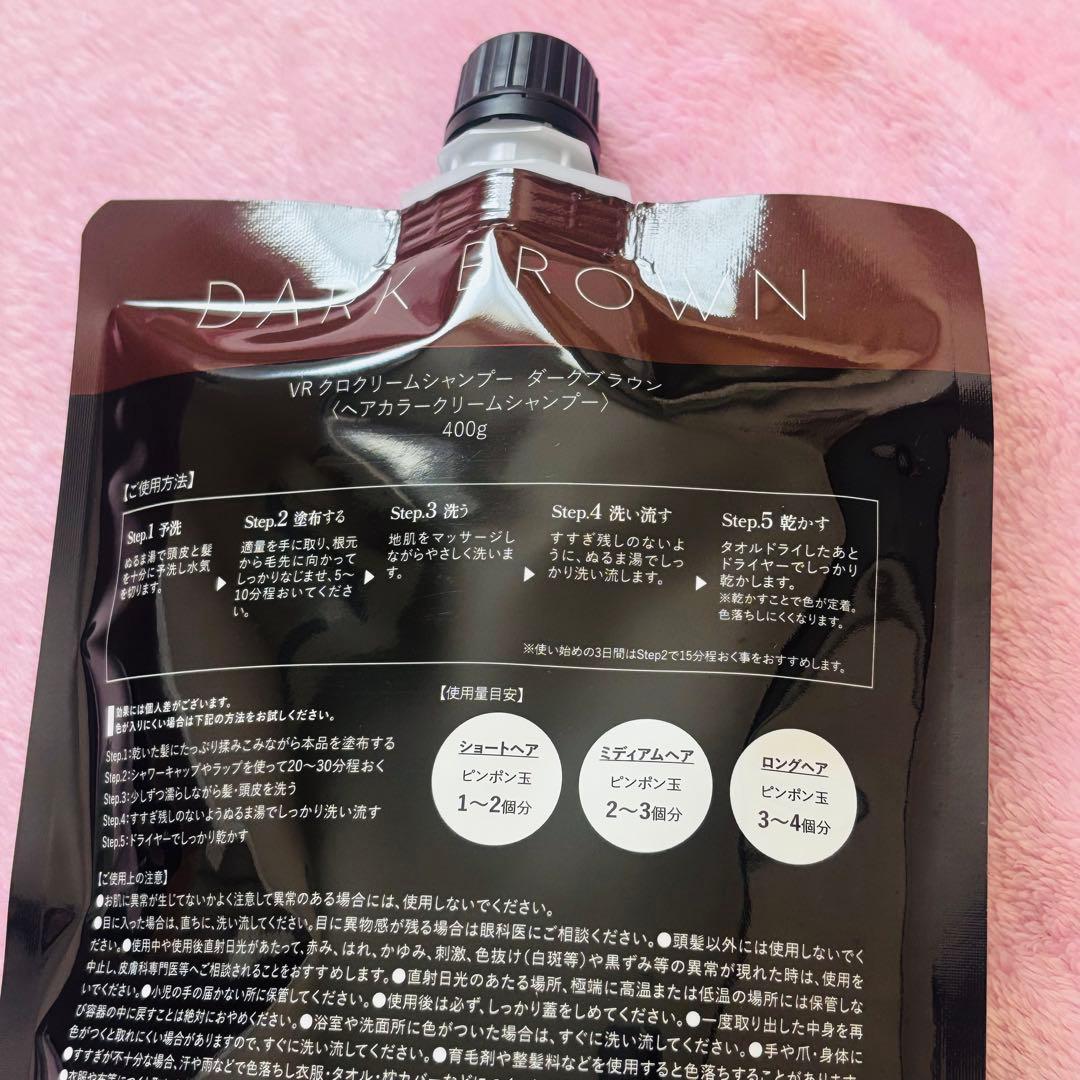 DARK BROWN
VR クロクリームシャンプー ダークブラウン
〈ヘアカラークリームシャンプー〉
400g
【ご使用方法】
Step.1 予洗
ぬるま湯で頭皮と髪
を十分に予洗し水気
を切ります。
Step.2 塗布する
適量を手に取り、根元
から毛先に向かって
しっかりなじませ、5～
10分程おいてくださ
い。
Step.3 洗う
地肌をマッサージし
ながらやさしく洗いま
す。
Step.4 洗い流す
すすぎ残しのないよ
うに、ぬるま湯でしっ
かり洗い流します。
Step.5 乾かす
タオルドライしたあと
ドライヤーでしっかり
乾かします。
※乾かすことで色が定着。
色落ちしにくくなります。
※使い始めの3日間はStep2で15分程おく事をおすすめします。
効果には個人差がございます。
色が入りにくい場合は下記の方法をお試しください。
Step.1:乾いた髪にたっぷり揉みこみながら本品を塗布する
Step.2:シャワーキャップやラップを使って20～30分程おく
Step.3:少しずつ濡らしながら髪・頭皮を洗う
Step.4:すすぎ残しのないようぬるま湯でしっかり洗い流す
Step.5:ドライヤーでしっかり乾かす
【使用量目安】
ショートヘア
ピンポン玉
1～2個分
ミディアムヘア
ピンポン玉
2～3個分
ロングヘア
ピンポン玉
3～4個分
【ご使用上の注意】
●お肌に異常が生じてないかよく注意して異常のある場合には、使用しないでください。
●目に入った場合は、直ちに、洗い流してください。目に異物感が残る場合は眼科医にご相談ください。●頭髪以外には使用しないでく
ださい。●使用中や使用後直射日光があたって、赤み、はれ、かゆみ、刺激、色抜け(白斑等)や黒ずみ等の異常が現れた時は、使用を
中止し、皮膚科専門医等へご相談されることをおすすめします。●直射日光のあたる場所、極端に高温または低温の場所には保管しな
いでください。●小児の手の届かない所に保管してください。●使用後は必ず、しっかり蓋をしめてください。●一度取り出した中身を再
び容器の中に戻すことは絶対におやめください。●浴室や洗面所に色がついた場合は、すぐに洗い流してください。●手や爪・身体に
色がつくと取れにくい場合がありますので、すぐに洗い流してください。●育毛剤や整髪料などを使用すると色落ちすることがあります
●すすぎが不十分な場合、汗や雨などで色落ちし衣服・タオル・枕カバーなどに